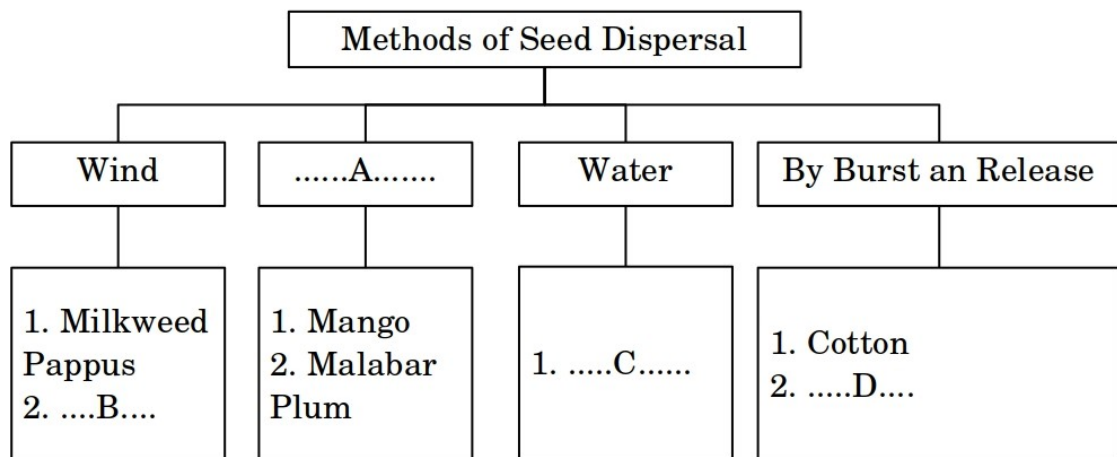 Methods of Seed Dispersal
Wind
......A.......
Water
By Burst an Release
1. Milkweed
Pappus
2. ....B....
1. Mango
2. Malabar
Plum
1. .....C......
1. Cotton
2. .....D....